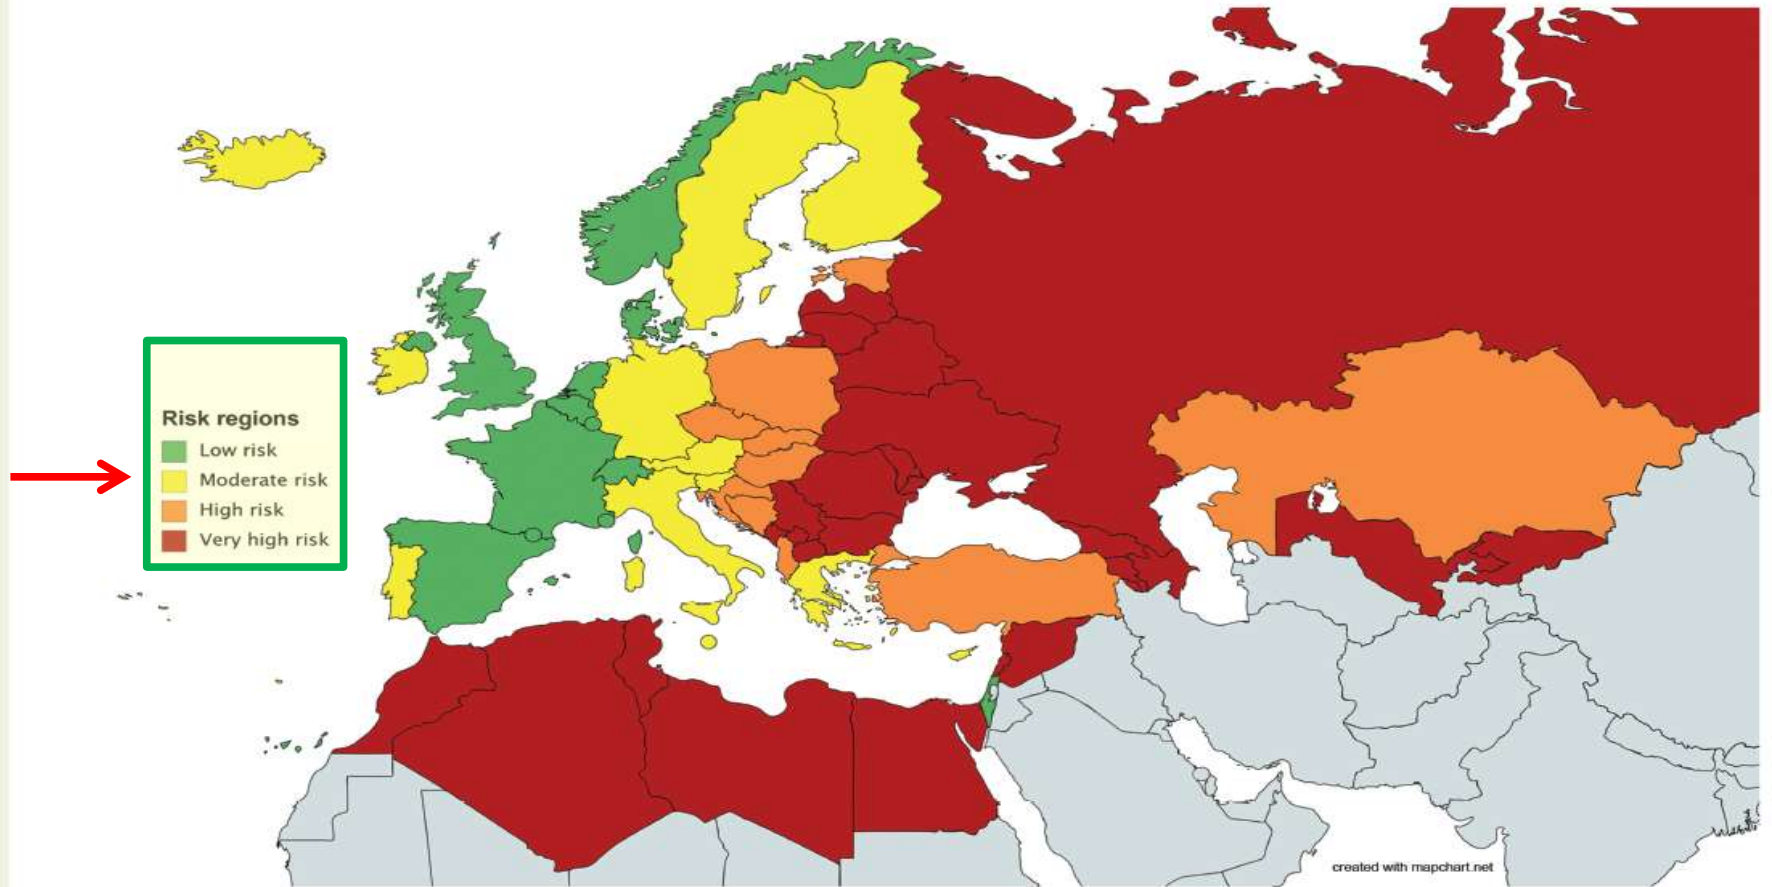 Risk regions
Low risk
Moderate risk
High risk
Very high risk
created with mapchart.net